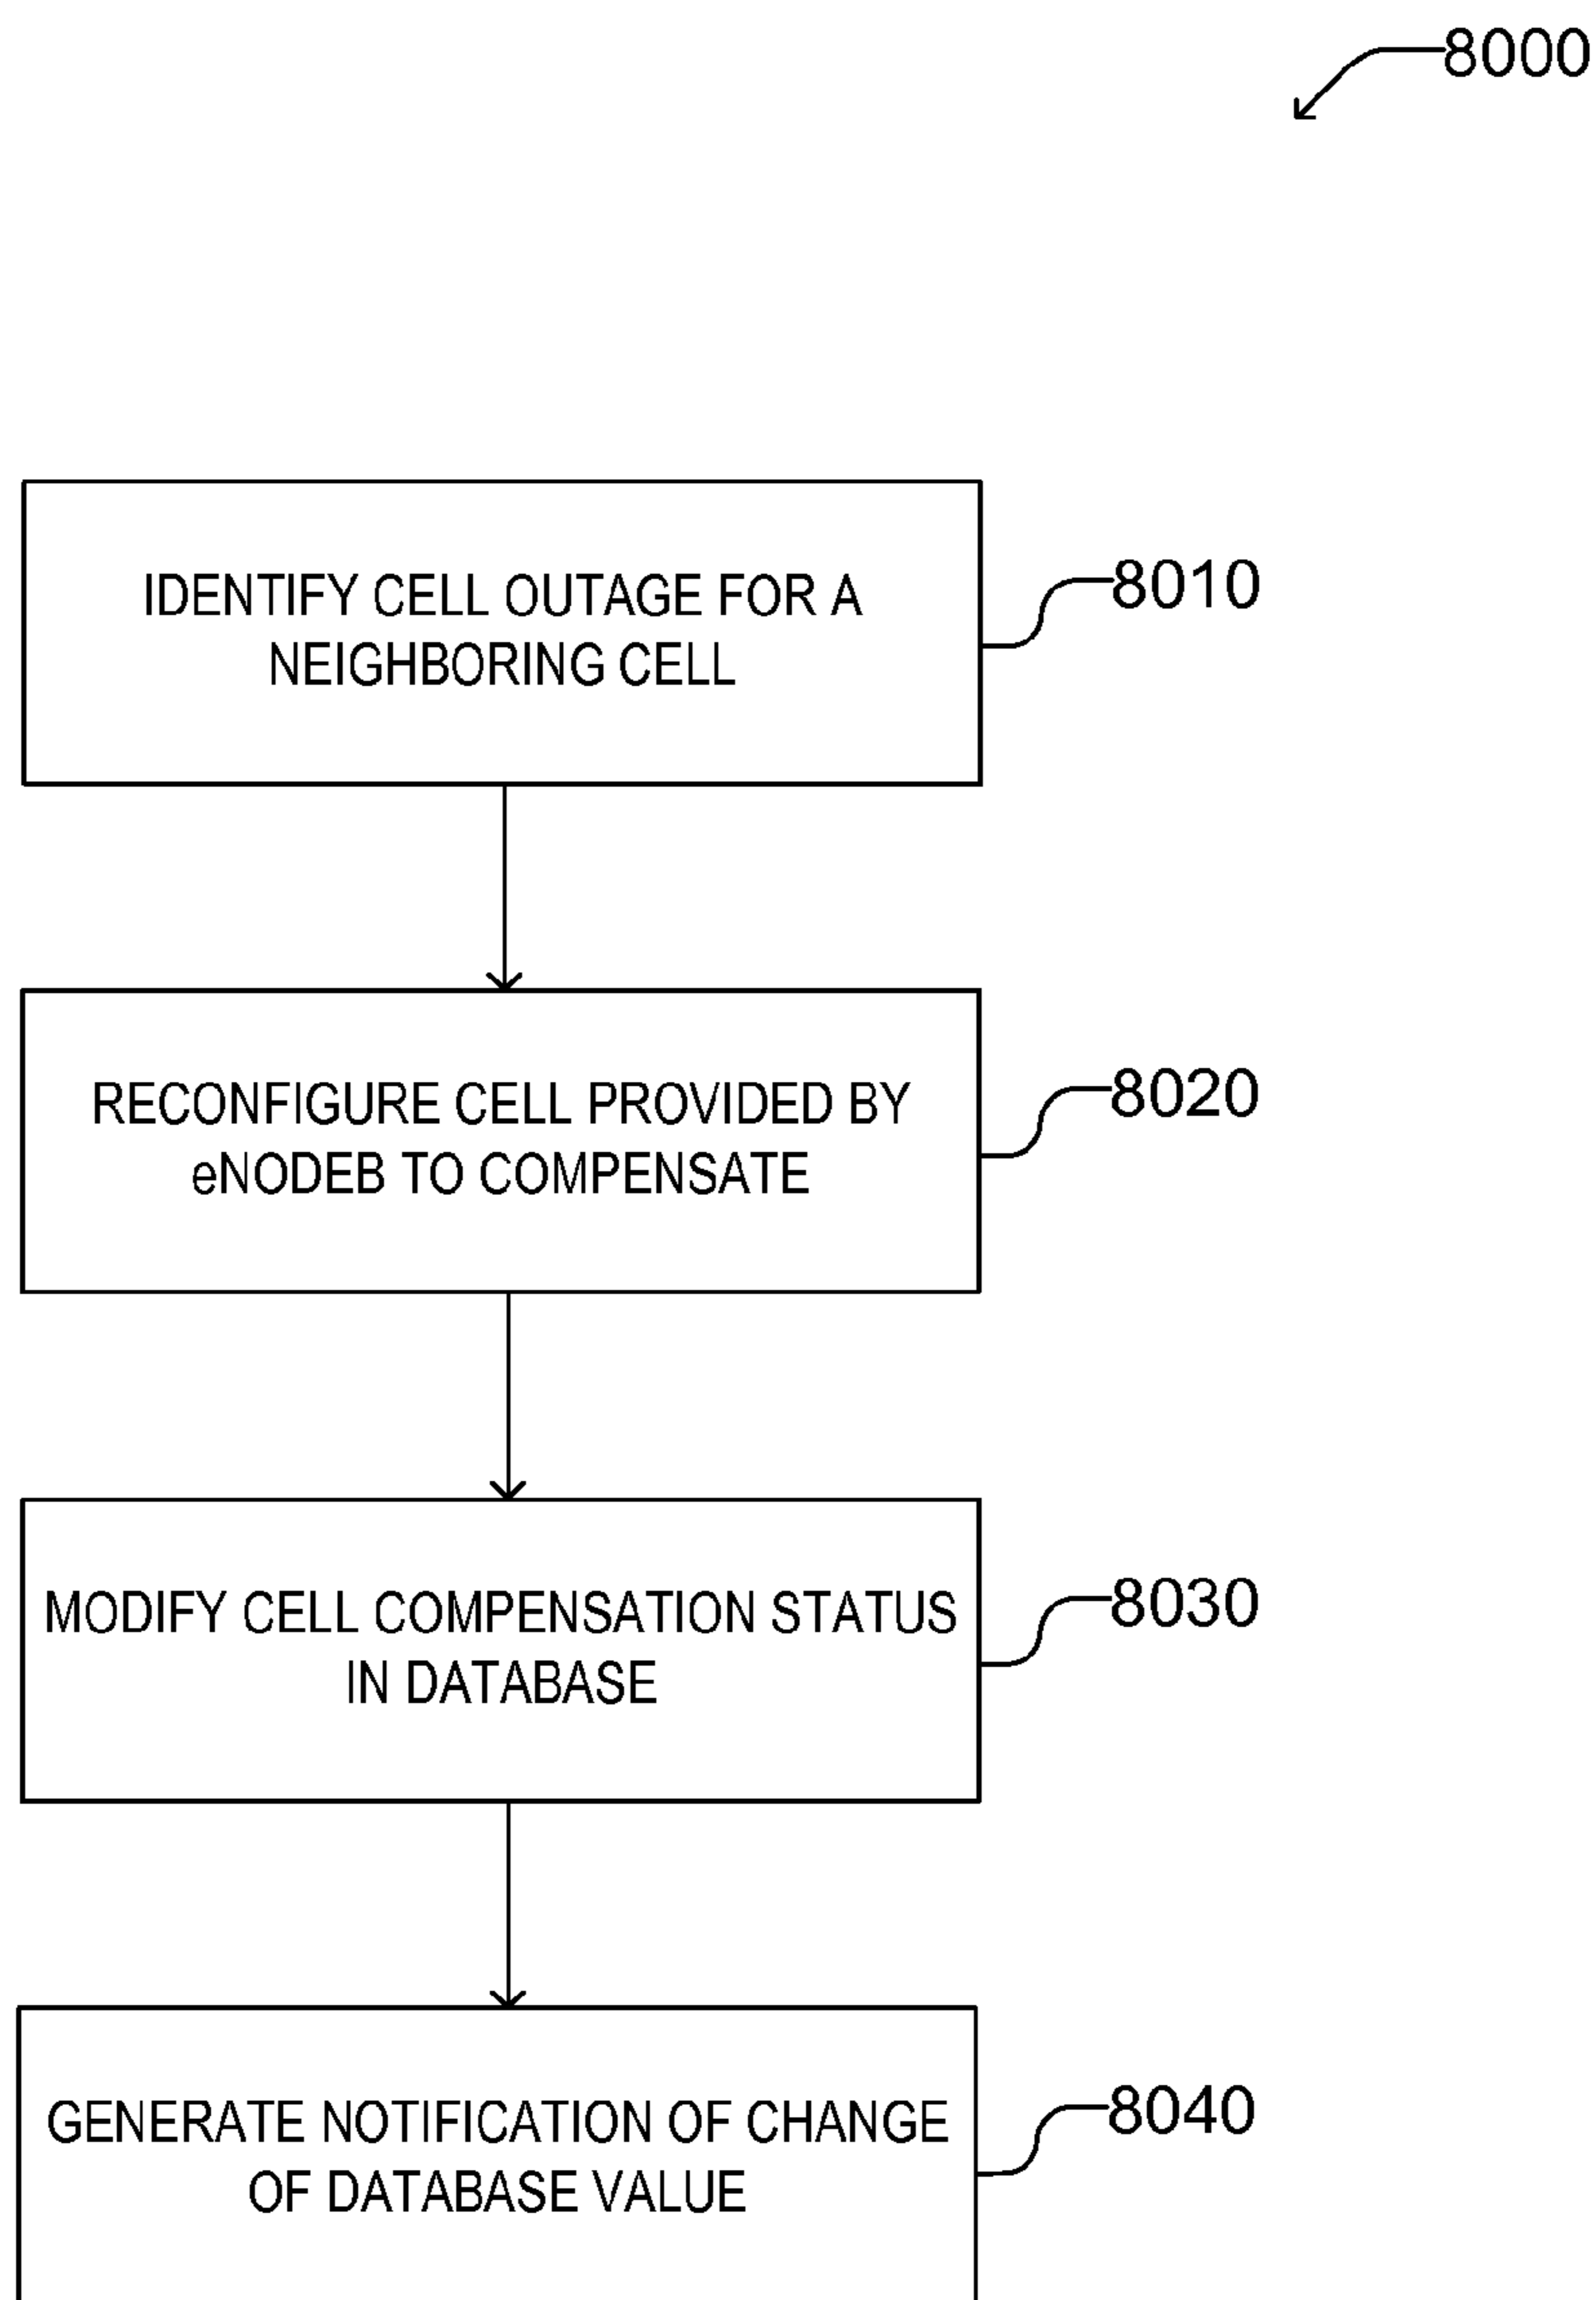 8000
IDENTIFY CELL OUTAGE FOR A
NEIGHBORING CELL
8010
RECONFIGURE CELL PROVIDED BY
eNODEB TO COMPENSATE
8020
MODIFY CELL COMPENSATION STATUS
IN DATABASE
8030
GENERATE NOTIFICATION OF CHANGE
OF DATABASE VALUE
8040